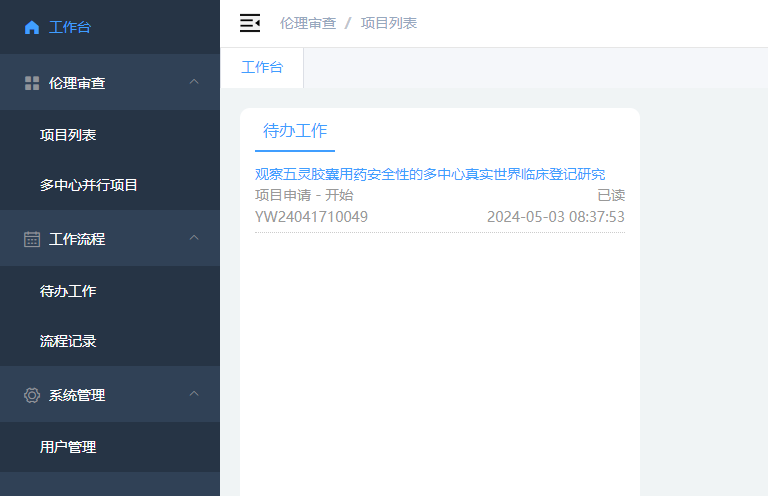 工作台
伦理审查
项目列表
多中心并行项目
工作流程
待办工作
流程记录
系统管理
用户管理
伦理审查 / 项目列表
工作台
待办工作
观察五灵胶囊用药安全性的多中心真实世界临床登记研究
项目申请 - 开始 已读
YW24041710049 2024-05-03 08:37:53